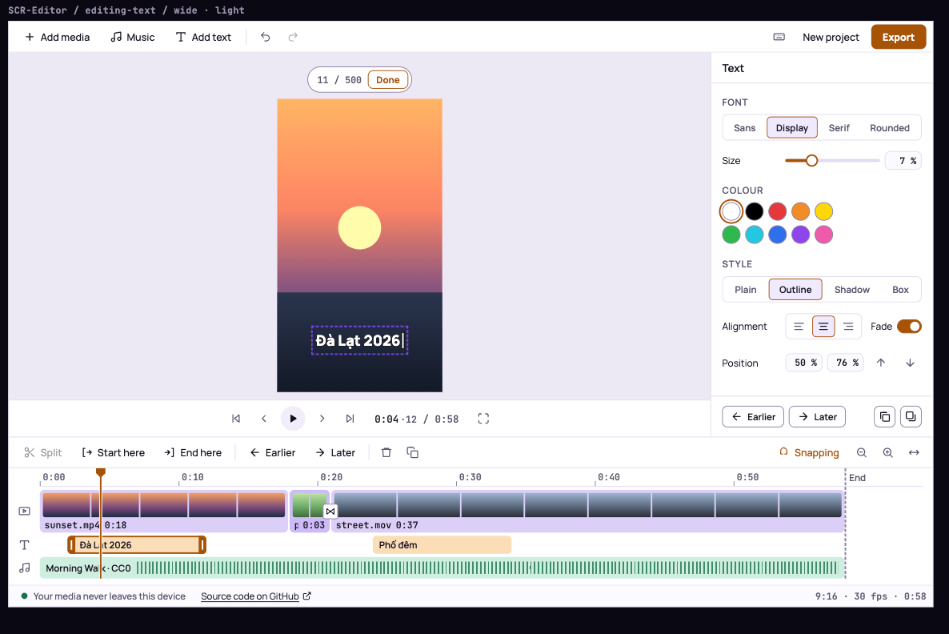 SCR-Editor / editing-text / wide · light
Add media Music Add text New project Export
11 / 500 Done
Đà Lạt 2026
Text
FONT
Sans Display Serif Rounded
Size 7 %
COLOUR
STYLE
Plain Outline Shadow Box
Alignment Fade
Position 50 % 76 %
Earlier Later
0:04·12 / 0:58
Split Start here End here Earlier Later Snapping
0:00 0:10 0:20 0:30 0:40 0:50 End
sunset.mp4 0:18 0:03 street.mov 0:37
Đà Lạt 2026 Phố đêm
Morning Walk · CC0
Your media never leaves this device Source code on GitHub 9:16 · 30 fps · 0:58